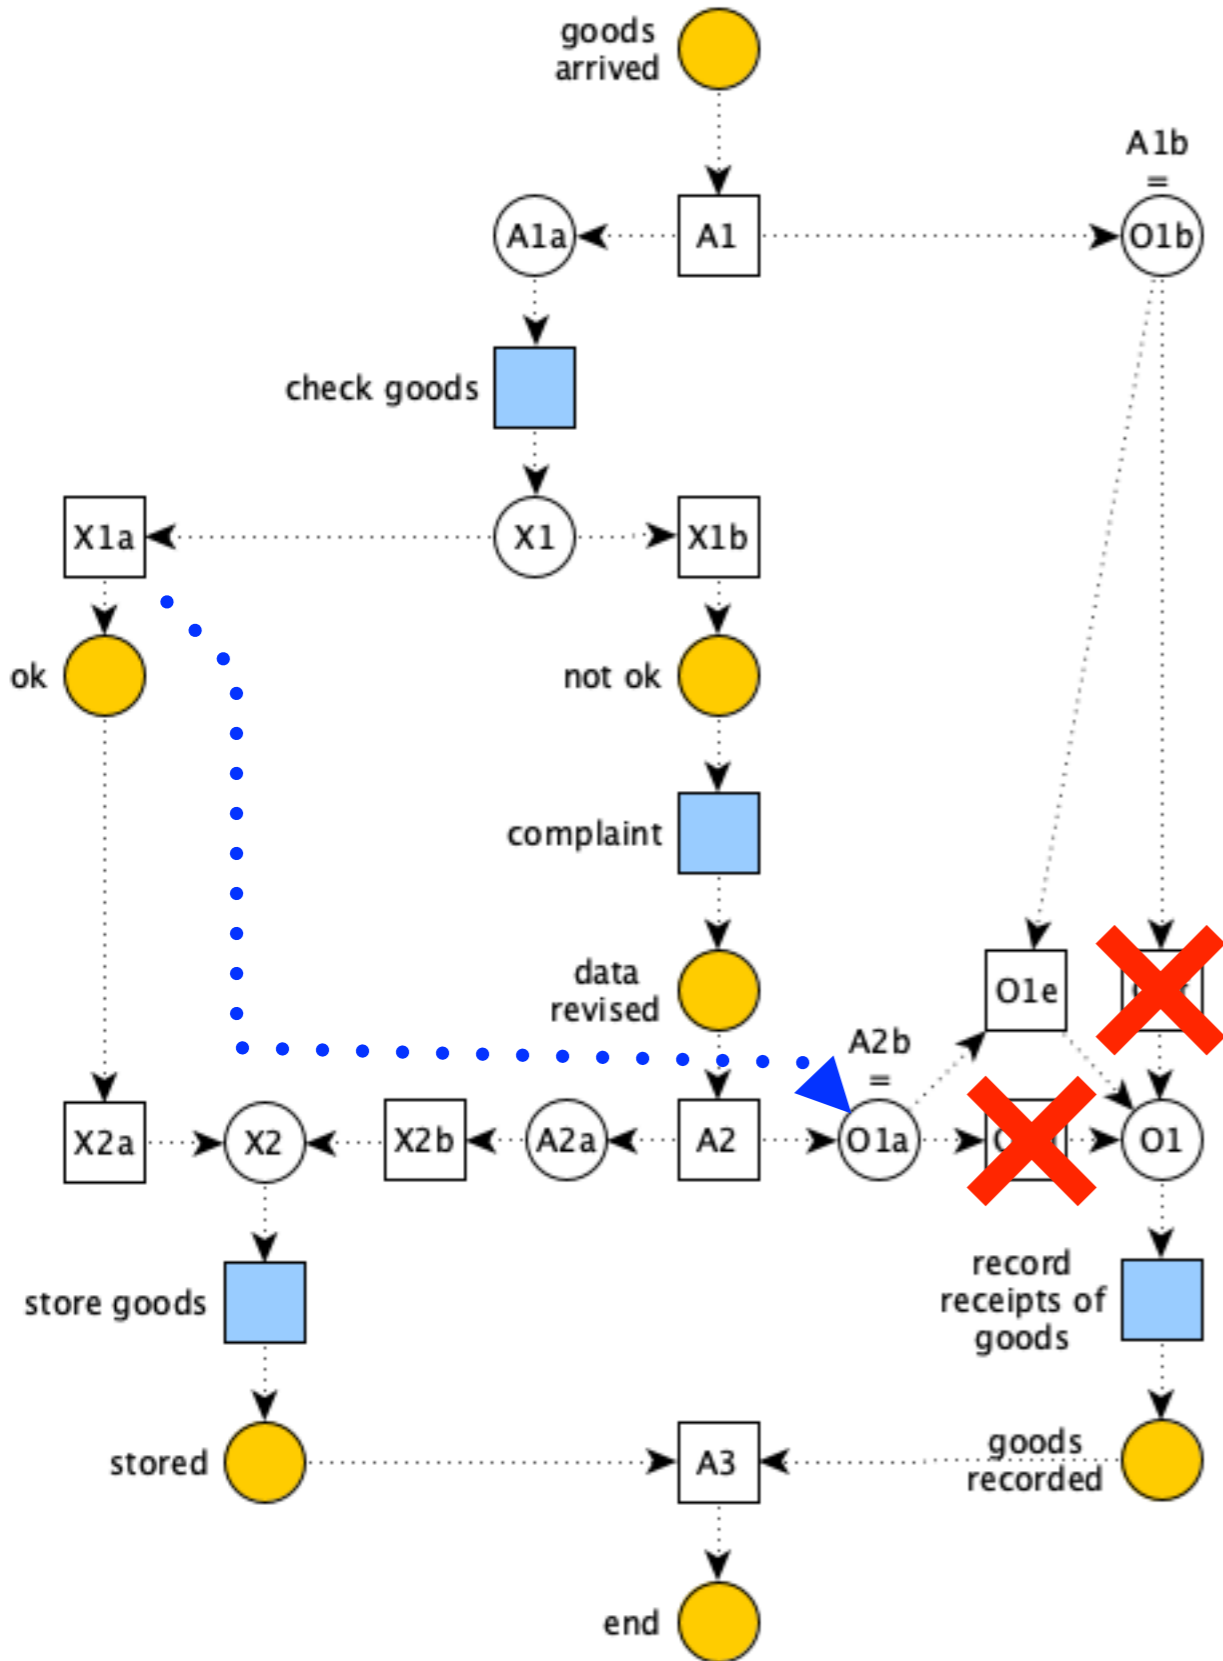 goods
arrived
A1b
=
A1a
A1
O1b
check goods
X1a
X1
X1b
ok
not ok
complaint
data
revised
O1e
A2b
=
X2a
X2
X2b
A2a
A2
O1a
O1
store goods
record
receipts of
goods
stored
A3
goods
recorded
end